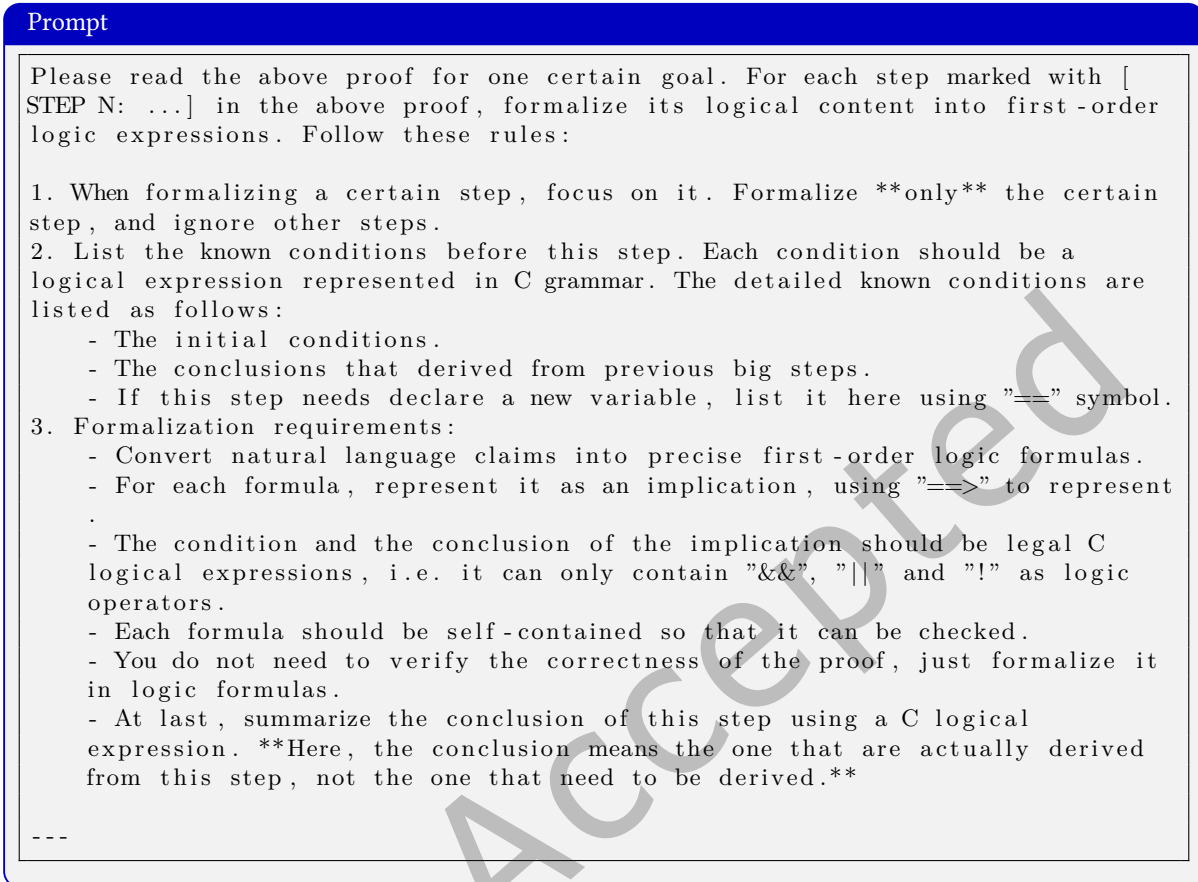 Prompt
Please read the above proof for one certain goal. For each step marked with [
STEP N: ...] in the above proof, formalize its logical content into first-order
logic expressions. Follow these rules:
1. When formalizing a certain step, focus on it. Formalize **only** the certain
step, and ignore other steps.
2. List the known conditions before this step. Each condition should be a
logical expression represented in C grammar. The detailed known conditions are
listed as follows:
- The initial conditions.
- The conclusions that derived from previous big steps.
- If this step needs declare a new variable, list it here using ”==” symbol.
3. Formalization requirements:
- Convert natural language claims into precise first-order logic formulas.
- For each formula, represent it as an implication, using ”==>” to represent
.
- The condition and the conclusion of the implication should be legal C
logical expressions, i.e. it can only contain ”&&”, ”||” and ”!” as logic
operators.
- Each formula should be self-contained so that it can be checked.
- You do not need to verify the correctness of the proof, just formalize it
in logic formulas.
- At last, summarize the conclusion of this step using a C logical
expression. **Here, the conclusion means the one that are actually derived
from this step, not the one that need to be derived.**
---
Accepted